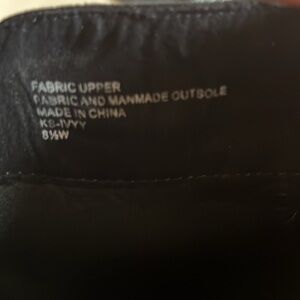 FABRIC UPPER
FABRIC AND MANMADE OUTSOLE
MADE IN CHINA
KS-IVYY
8½W